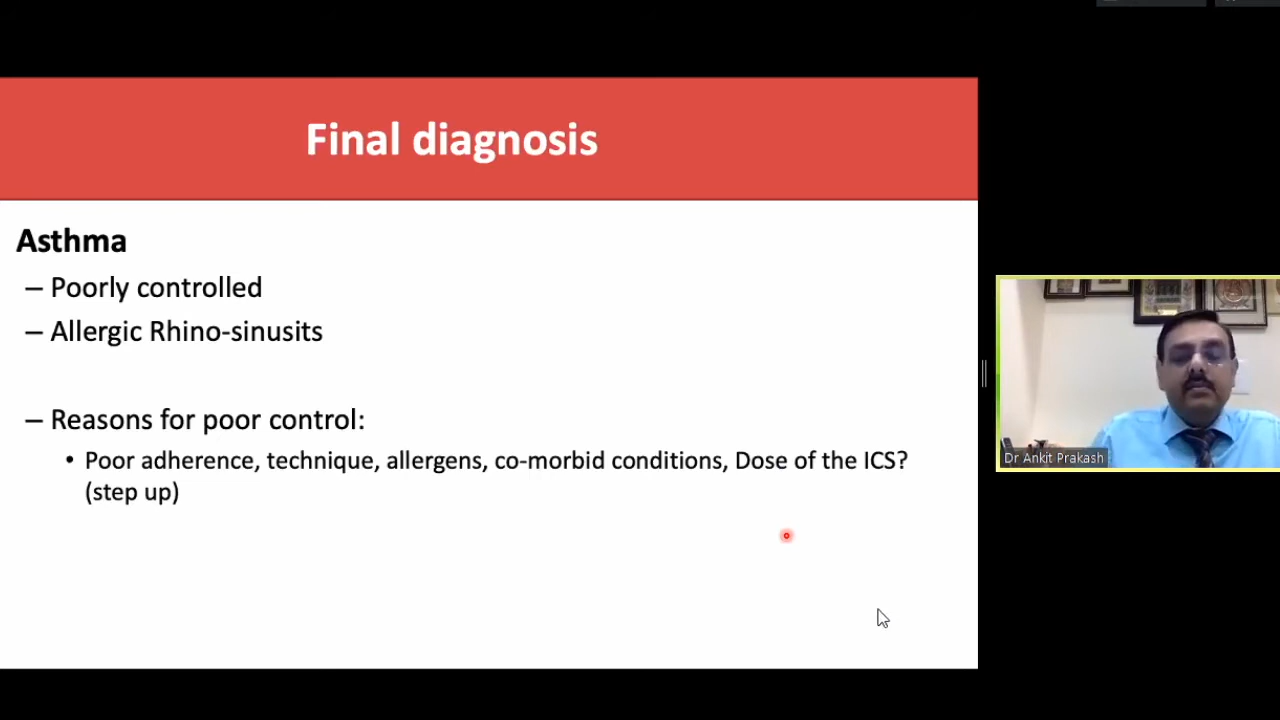 Final diagnosis
Asthma
– Poorly controlled
– Allergic Rhino-sinusits
– Reasons for poor control:
• Poor adherence, technique, allergens, co-morbid conditions, Dose of the ICS?
(step up)
Dr Ankit Prakash